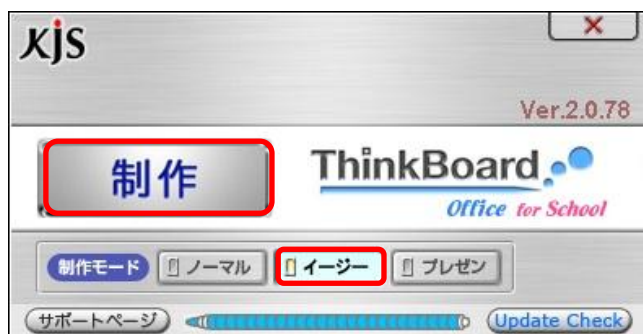 KJS
Ver.2.0.78
制作
ThinkBoard
Office for School
制作モード ノーマル イージー プレゼン
サポートページ Update Check